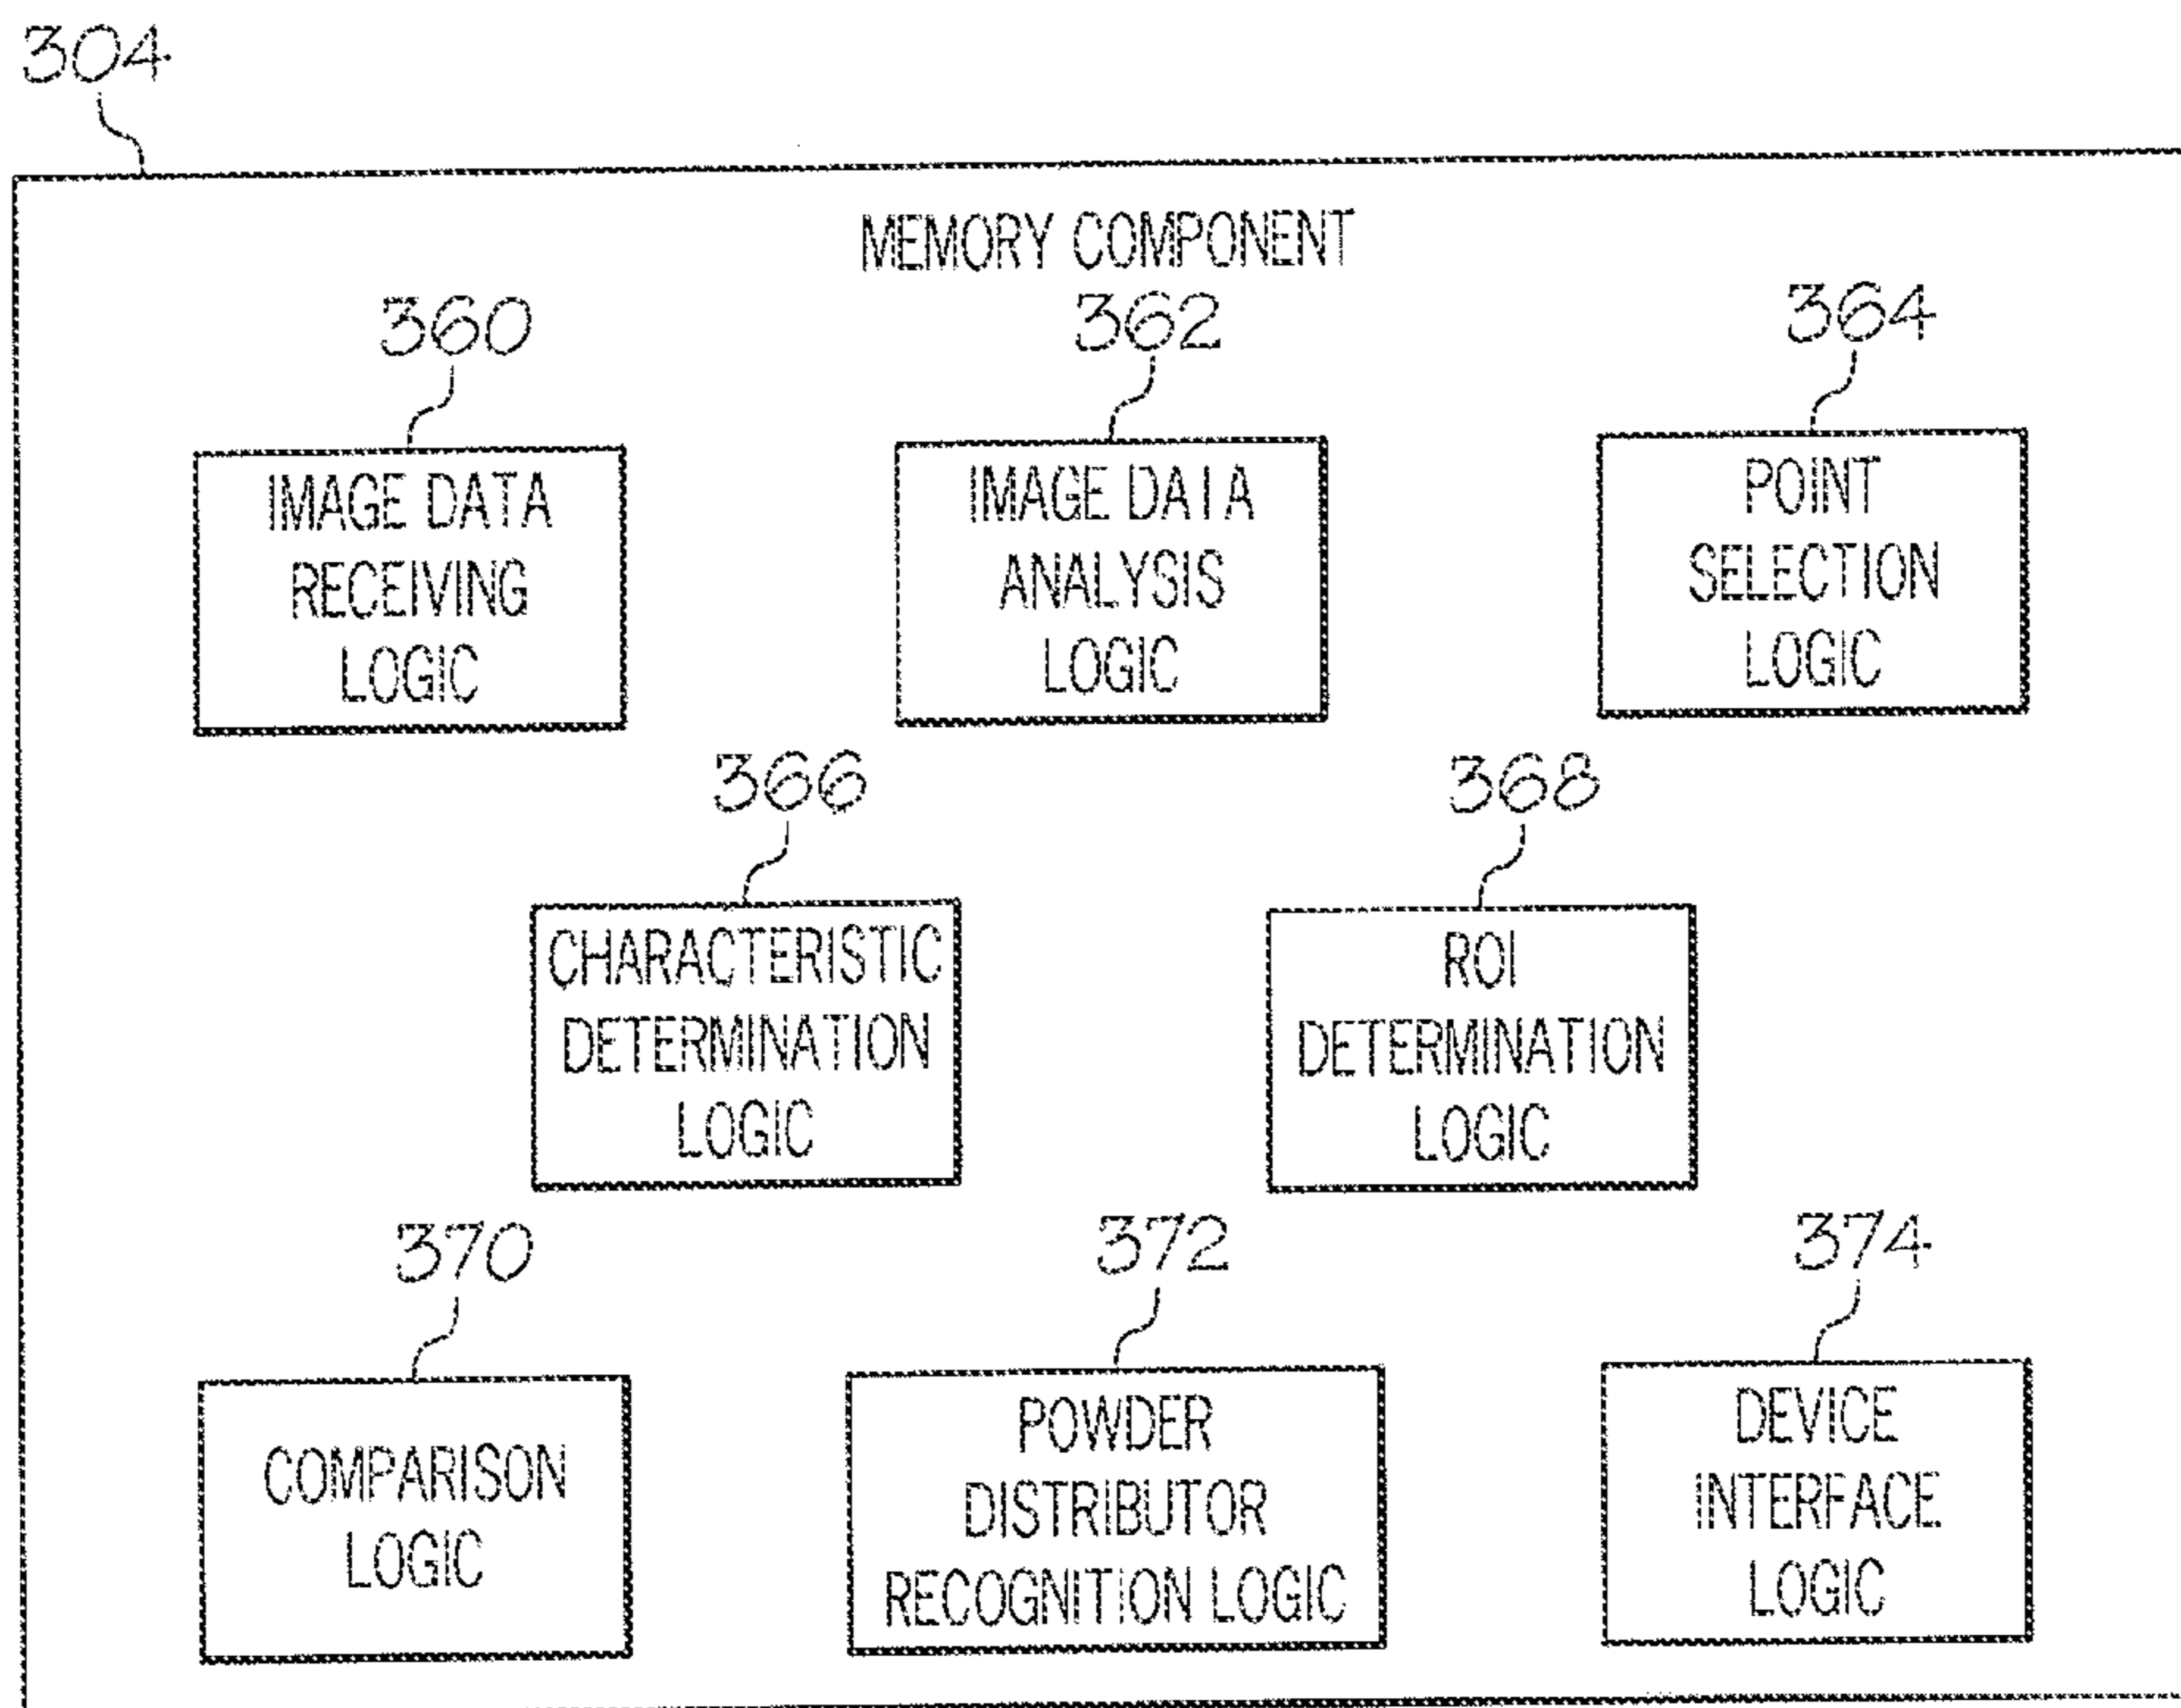 304
MEMORY COMPONENT
360
362
364
IMAGE DATA
RECEIVING
LOGIC
IMAGE DATA
ANALYSIS
LOGIC
POINT
SELECTION
LOGIC
366
368
CHARACTERISTIC
DETERMINATION
LOGIC
ROI
DETERMINATION
LOGIC
370
372
374
COMPARISON
LOGIC
POWDER
DISTRIBUTOR
RECOGNITION LOGIC
DEVICE
INTERFACE
LOGIC